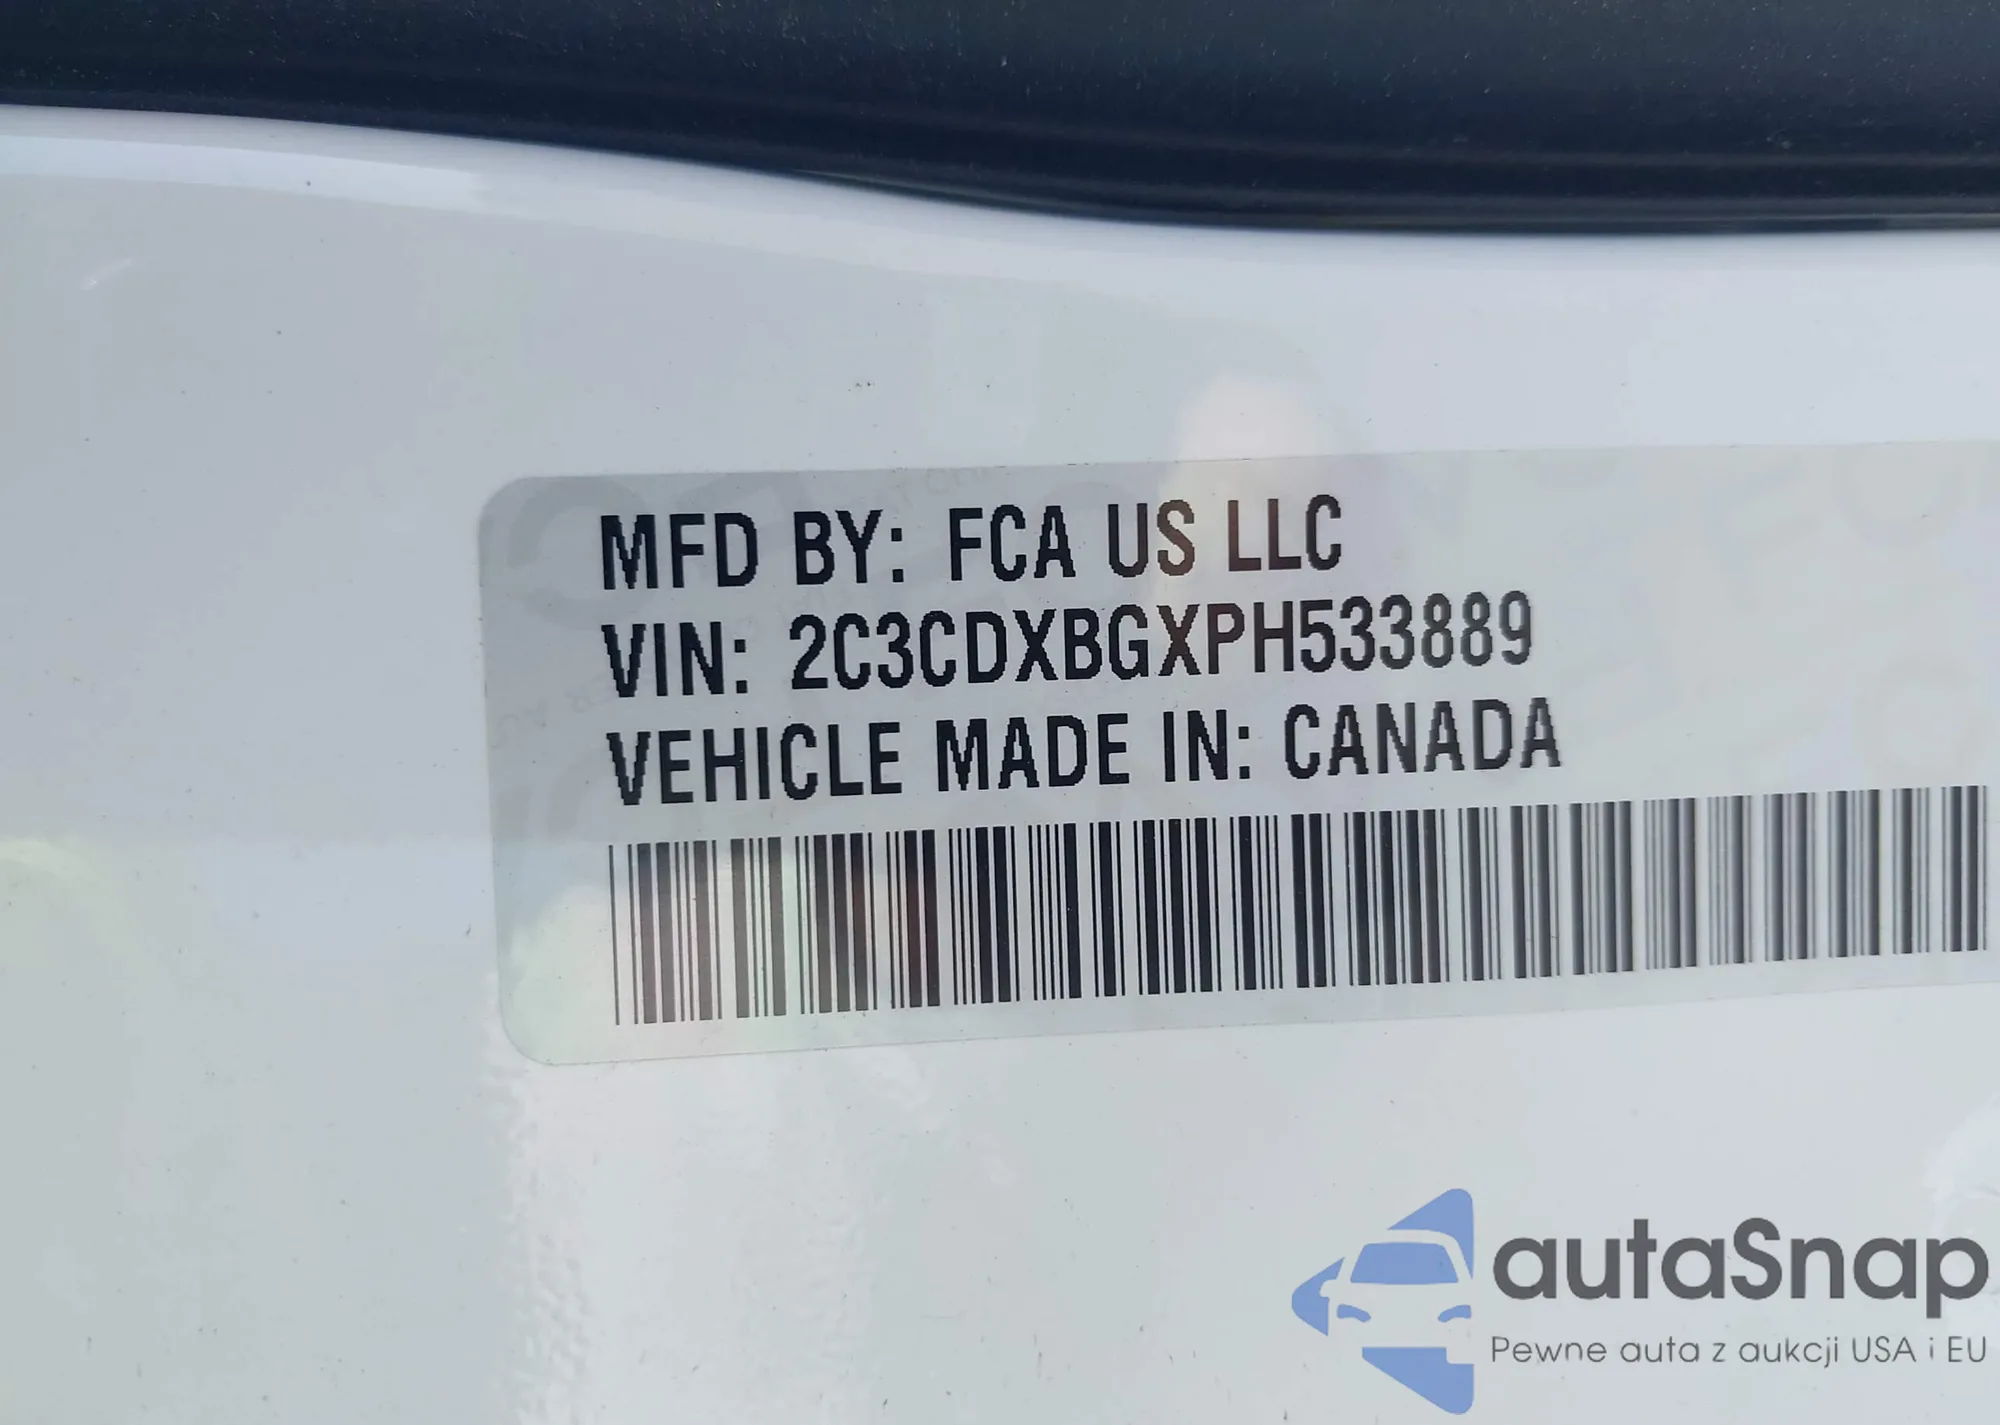 MFD BY: FCA US LLC
VIN: 2C3CDXBGXPH533889
VEHICLE MADE IN: CANADA
autaSnap
Pewne auta z aukcji USA i EU